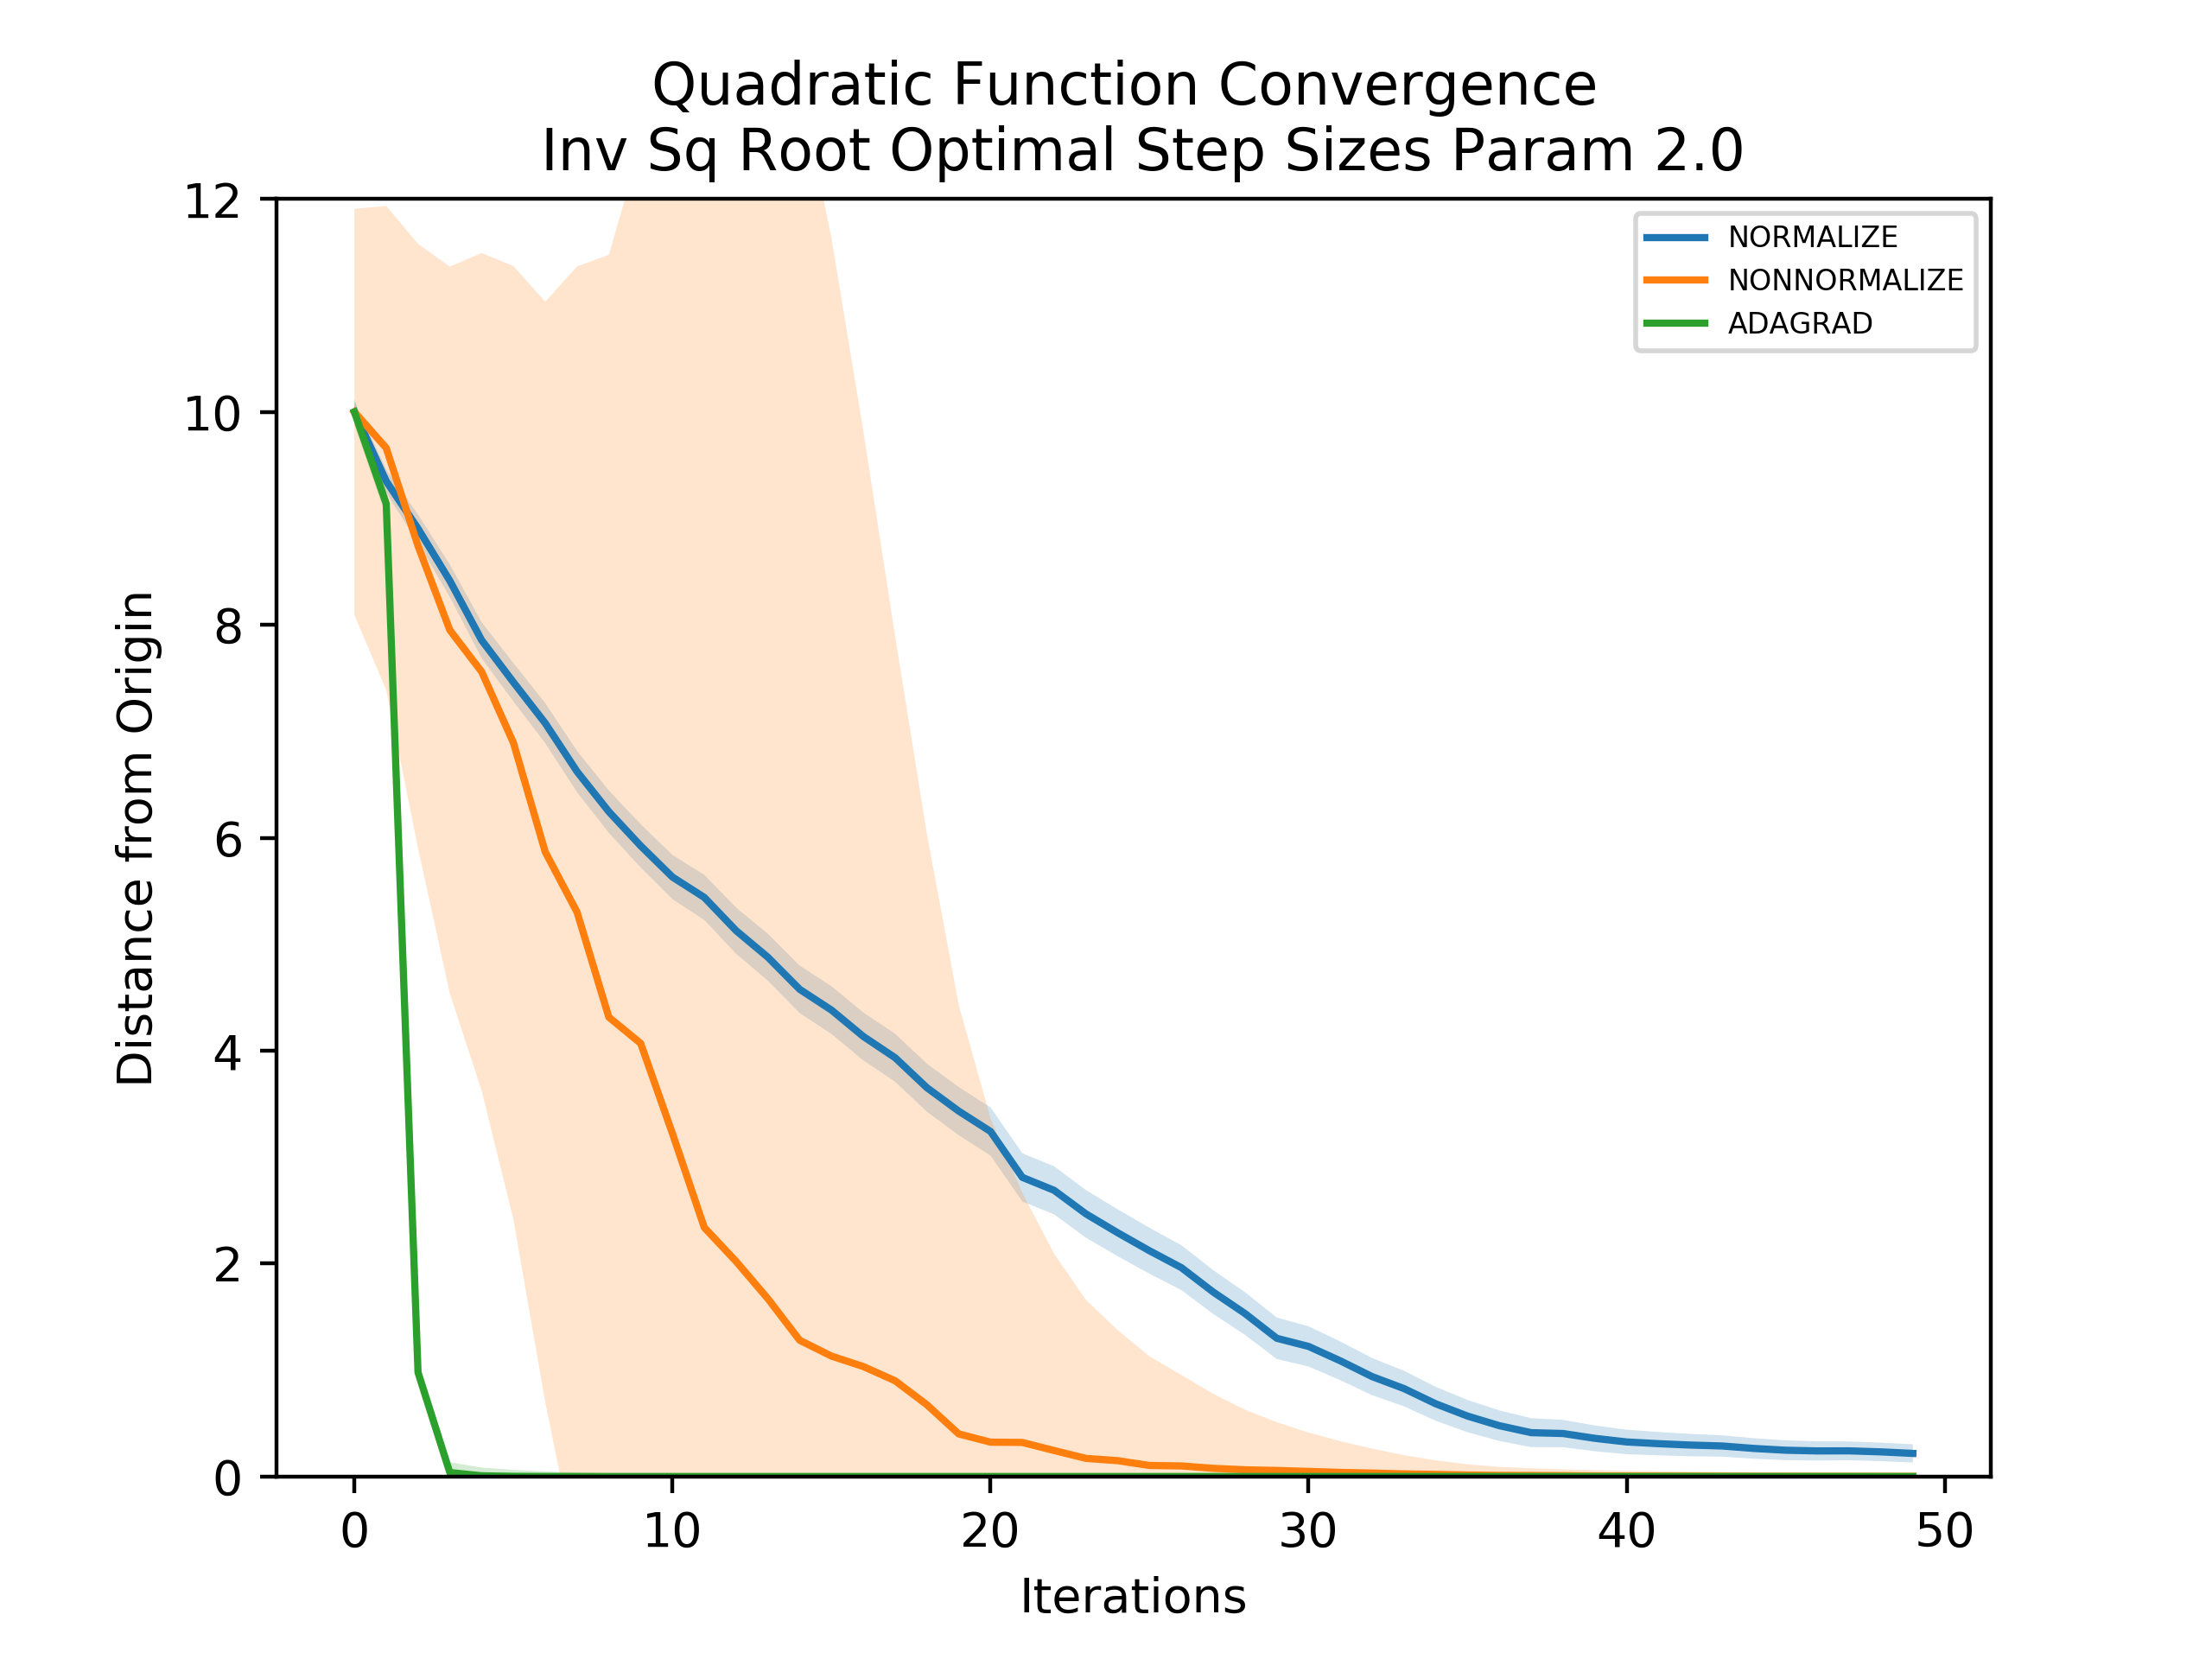 Quadratic Function Convergence
Inv Sq Root Optimal Step Sizes Param 2.0
NORMALIZE
NONNORMALIZE
ADAGRAD
Distance from Origin
12
10
8
6
4
2
0
0 10 20 30 40 50
Iterations